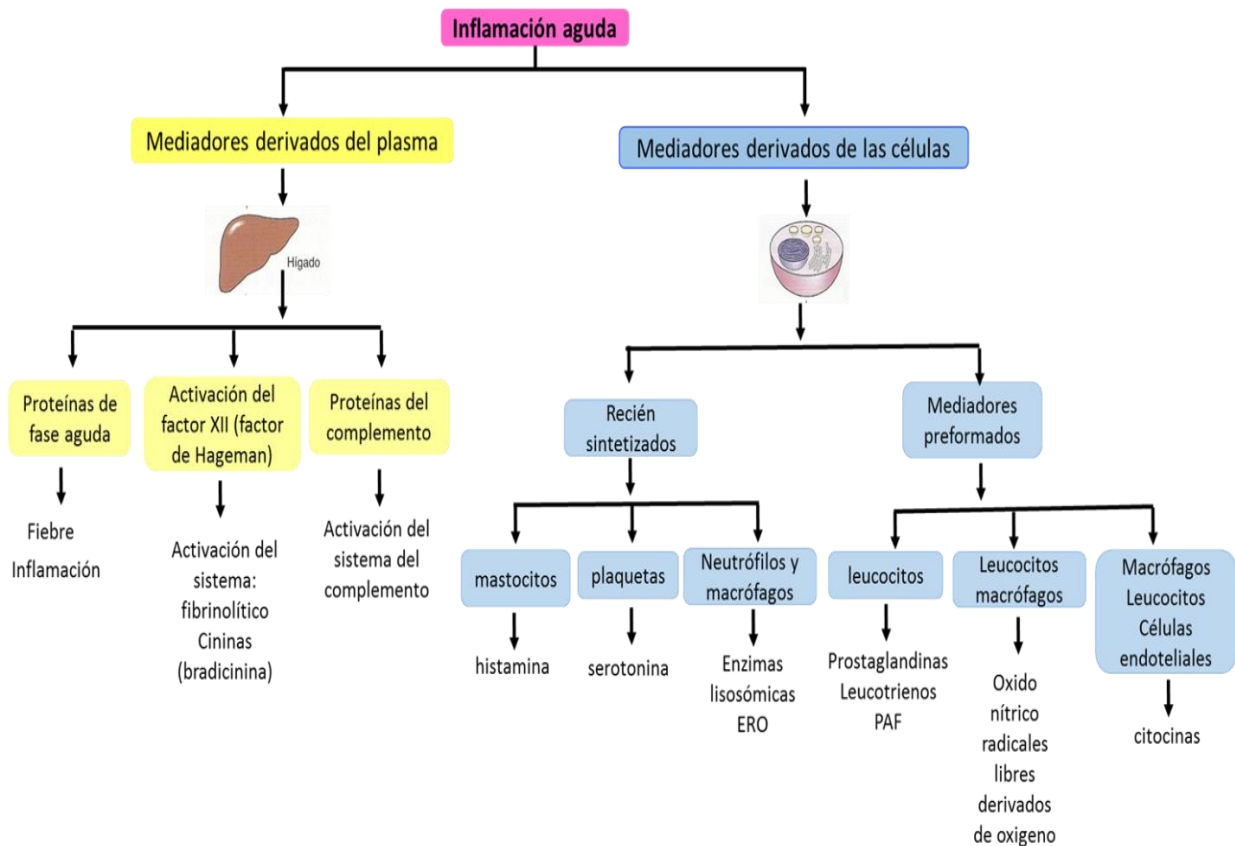 Inflamación aguda
Mediadores derivados del plasma
Mediadores derivados de las células
Hígado
Proteínas de
fase aguda
Activación del
factor XII (factor
de Hageman)
Proteínas del
complemento
Fiebre
Inflamación
Activación del
sistema:
fibrinolítico
Cininas
(bradicinina)
Activación del
sistema del
complemento
Recién
sintetizados
Mediadores
preformados
mastocitos
plaquetas
Neutrófilos y
macrófagos
leucocitos
Leucocitos
macrófagos
Macrófagos
Leucocitos
Células
endoteliales
histamina
serotonina
Enzimas
lisosómicas
ERO
Prostaglandinas
Leucotrienos
PAF
Oxido
nítrico
radicales
libres
derivados
de oxigeno
citocinas